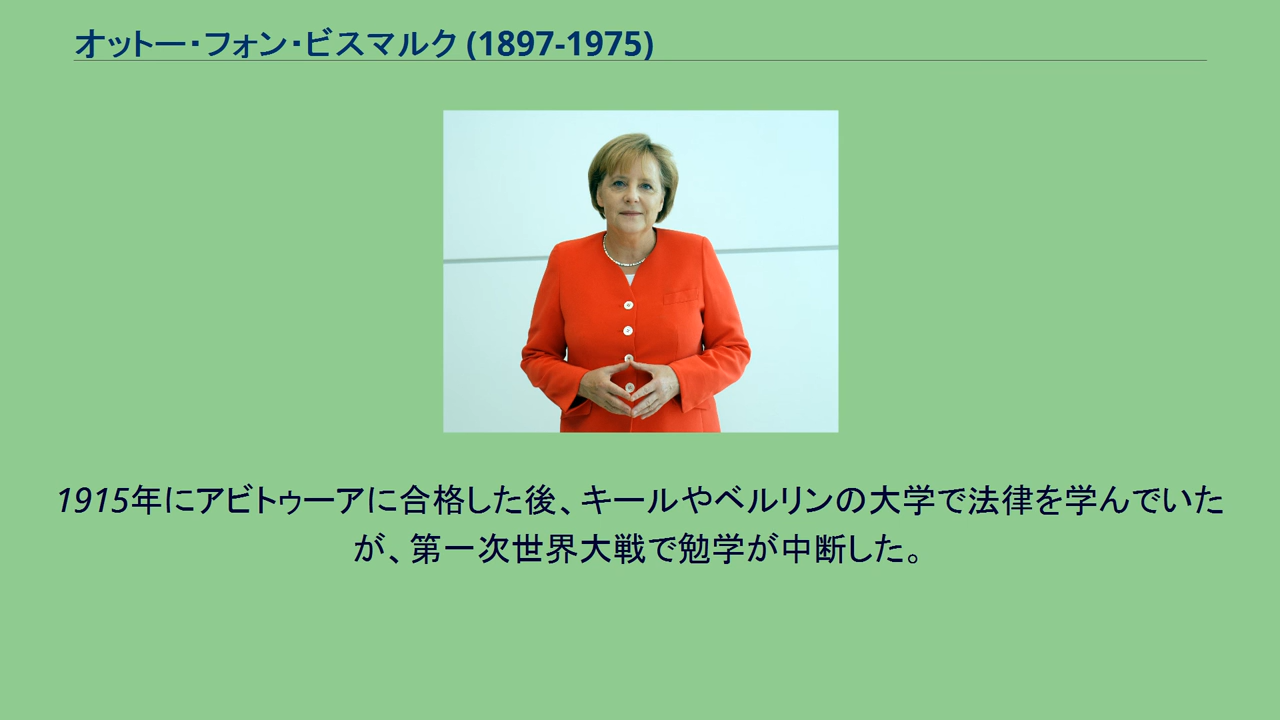 オットー・フォン・ビスマルク (1897-1975)
1915年にアビトゥーアに合格した後、キールやベルリンの大学で法律を学んでいた
が、第一次世界大戦で勉学が中断した。